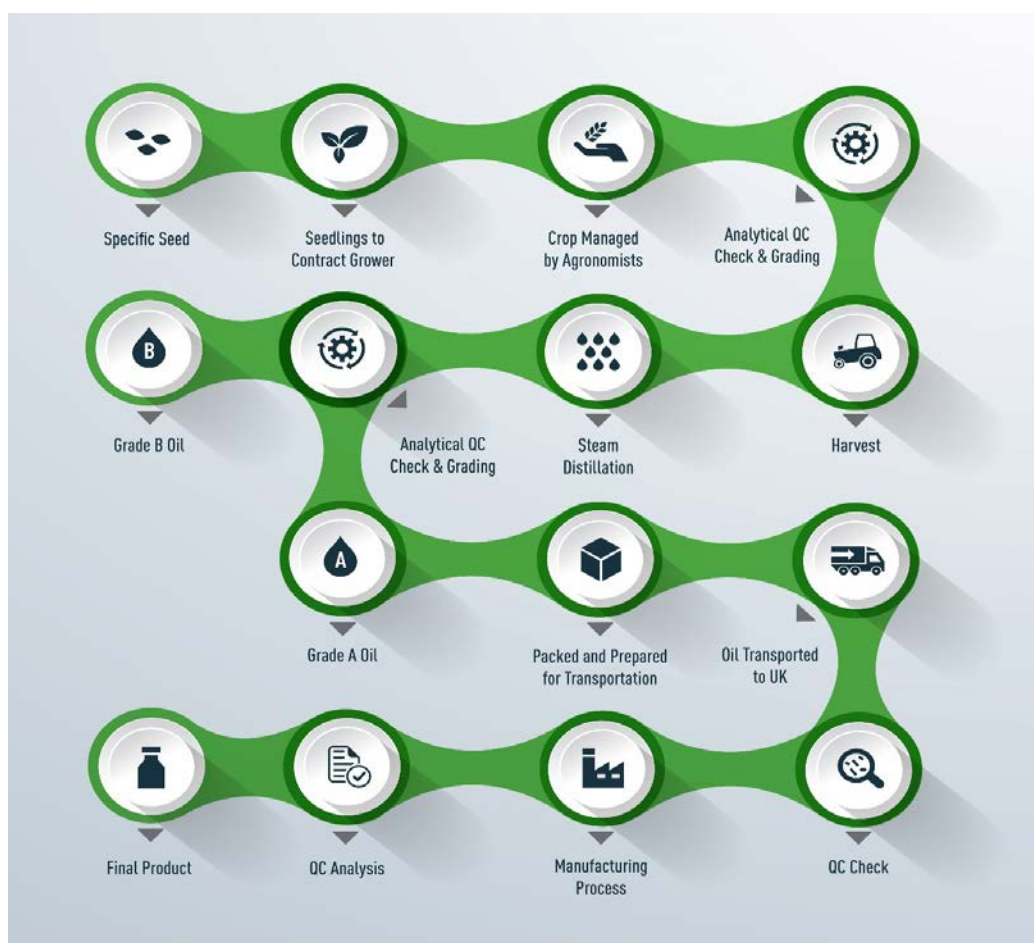 Specific Seed
Seedlings to
Contract Grower
Crop Managed
by Agronomists
Analytical QC
Check & Grading
B
Grade B Oil
Analytical QC
Check & Grading
Steam
Distillation
Harvest
A
Grade A Oil
Packed and Prepared
for Transportation
Oil Transported
to UK
Final Product
QC Analysis
Manufacturing
Process
QC Check